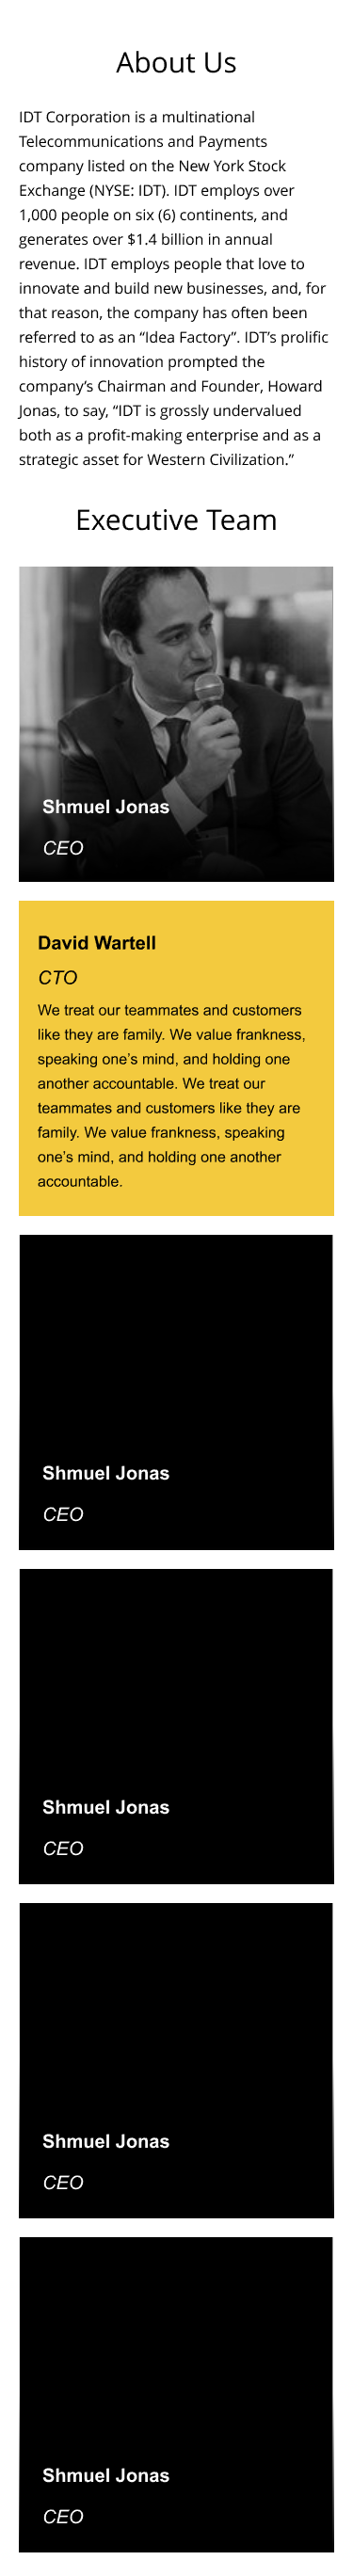 About Us
IDT Corporation is a multinational
Telecommunications and Payments
company listed on the New York Stock
Exchange (NYSE: IDT). IDT employs over
1,000 people on six (6) continents, and
generates over $1.4 billion in annual
revenue. IDT employs people that love to
innovate and build new businesses, and, for
that reason, the company has often been
referred to as an “Idea Factory”. IDT’s prolific
history of innovation prompted the
company’s Chairman and Founder, Howard
Jonas, to say, “IDT is grossly undervalued
both as a profit-making enterprise and as a
strategic asset for Western Civilization.”
Executive Team
Shmuel Jonas
CEO
David Wartell
CTO
We treat our teammates and customers
like they are family. We value frankness,
speaking one’s mind, and holding one
another accountable. We treat our
teammates and customers like they are
family. We value frankness, speaking
one’s mind, and holding one another
accountable.
Shmuel Jonas
CEO
Shmuel Jonas
CEO
Shmuel Jonas
CEO
Shmuel Jonas
CEO